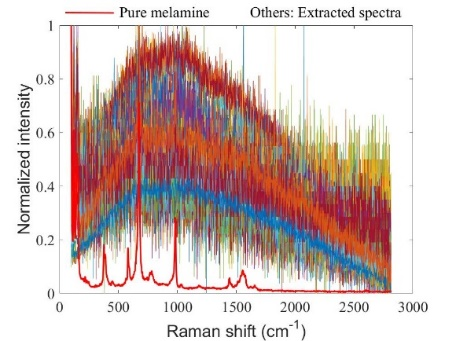 Pure melamine Others: Extracted spectra
1
0.8
0.6
0.4
0.2
0
0 500 1000 1500 2000 2500 3000
Normalized intensity
Raman shift (cm⁻¹)